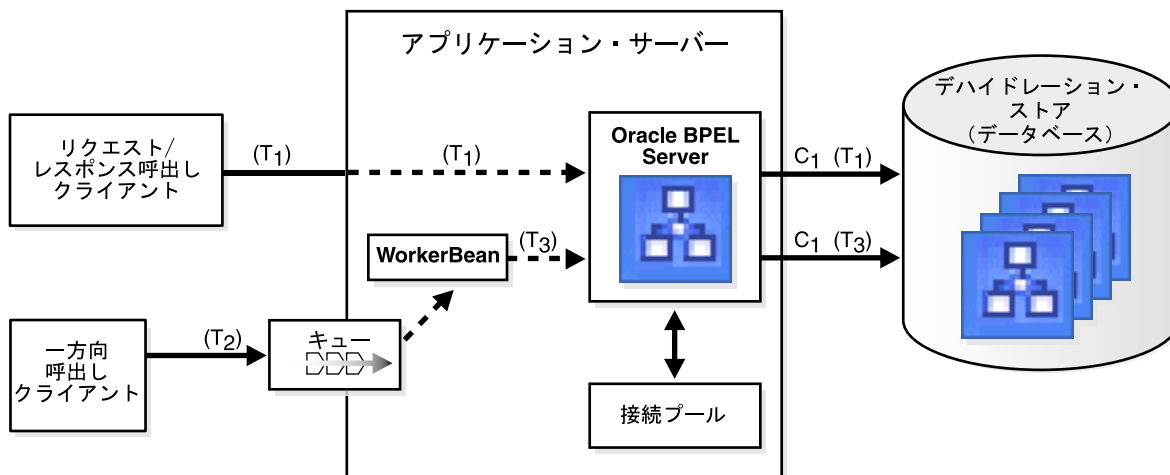 アプリケーション・サーバー
リクエスト/
レスポンス呼出し
クライアント
(T1)
(T1)
Oracle BPEL
Server
C1 (T1)
デハイドレーション・
ストア
(データベース)
WorkerBean
(T3)
C1 (T3)
一方向
呼出し
クライアント
(T2)
キュー
接続プール